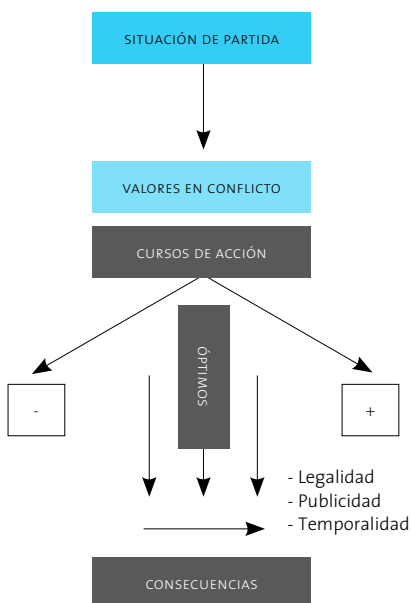 SITUACIÓN DE PARTIDA
VALORES EN CONFLICTO
CURSOS DE ACCIÓN
ÓPTIMOS
-
+
- Legalidad
- Publicidad
- Temporalidad
CONSECUENCIAS